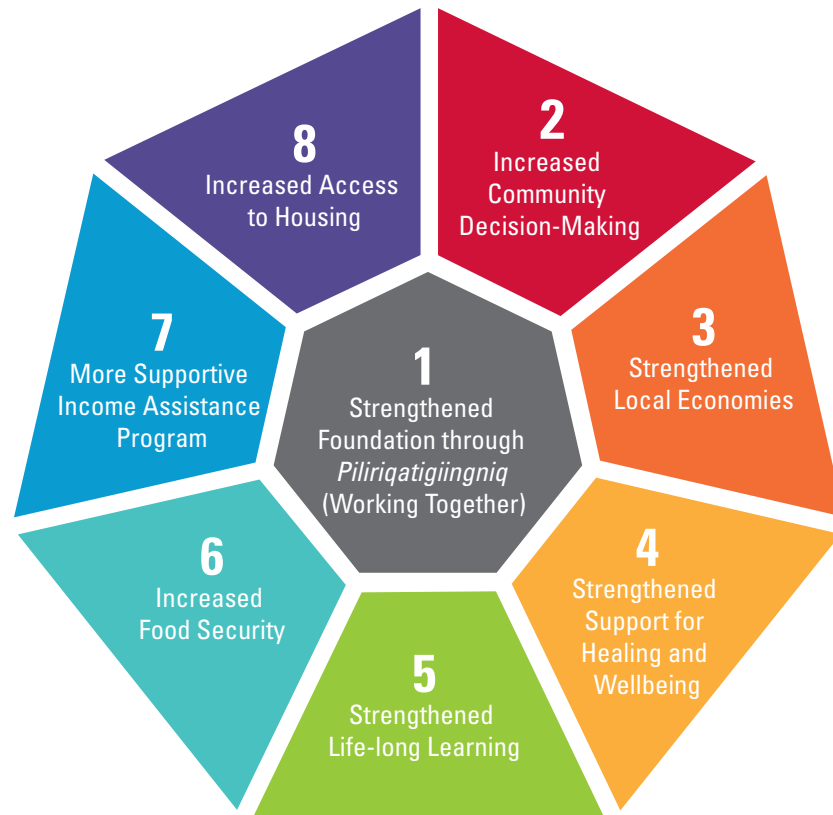 1
Strengthened
Foundation through
Piliriqatigiingniq
(Working Together)
2
Increased
Community
Decision-Making
3
Strengthened
Local Economies
4
Strengthened
Support for
Healing and
Wellbeing
5
Strengthened
Life-long Learning
6
Increased
Food Security
7
More Supportive
Income Assistance
Program
8
Increased Access
to Housing